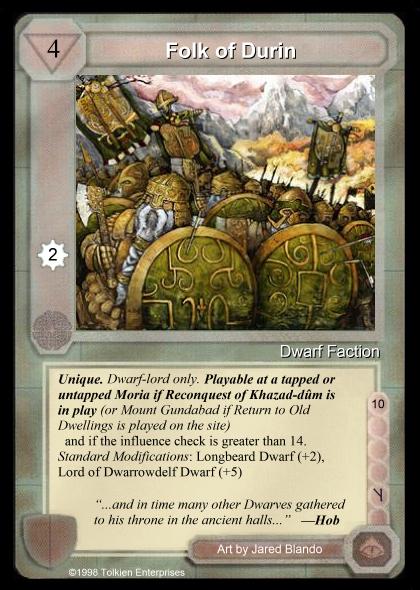 4
Folk of Durin
2
Dwarf Faction
Unique. Dwarf-lord only. Playable at a tapped or
untapped Moria if Reconquest of Khazad-dûm is
in play (or Mount Gundabad if Return to Old
Dwellings is played on the site)
and if the influence check is greater than 14.
Standard Modifications: Longbeard Dwarf (+2),
Lord of Dwarrowdelf Dwarf (+5)
10
"...and in time many other Dwarves gathered
to his throne in the ancient halls..." —Hob
Art by Jared Blando
©1998 Tolkien Enterprises